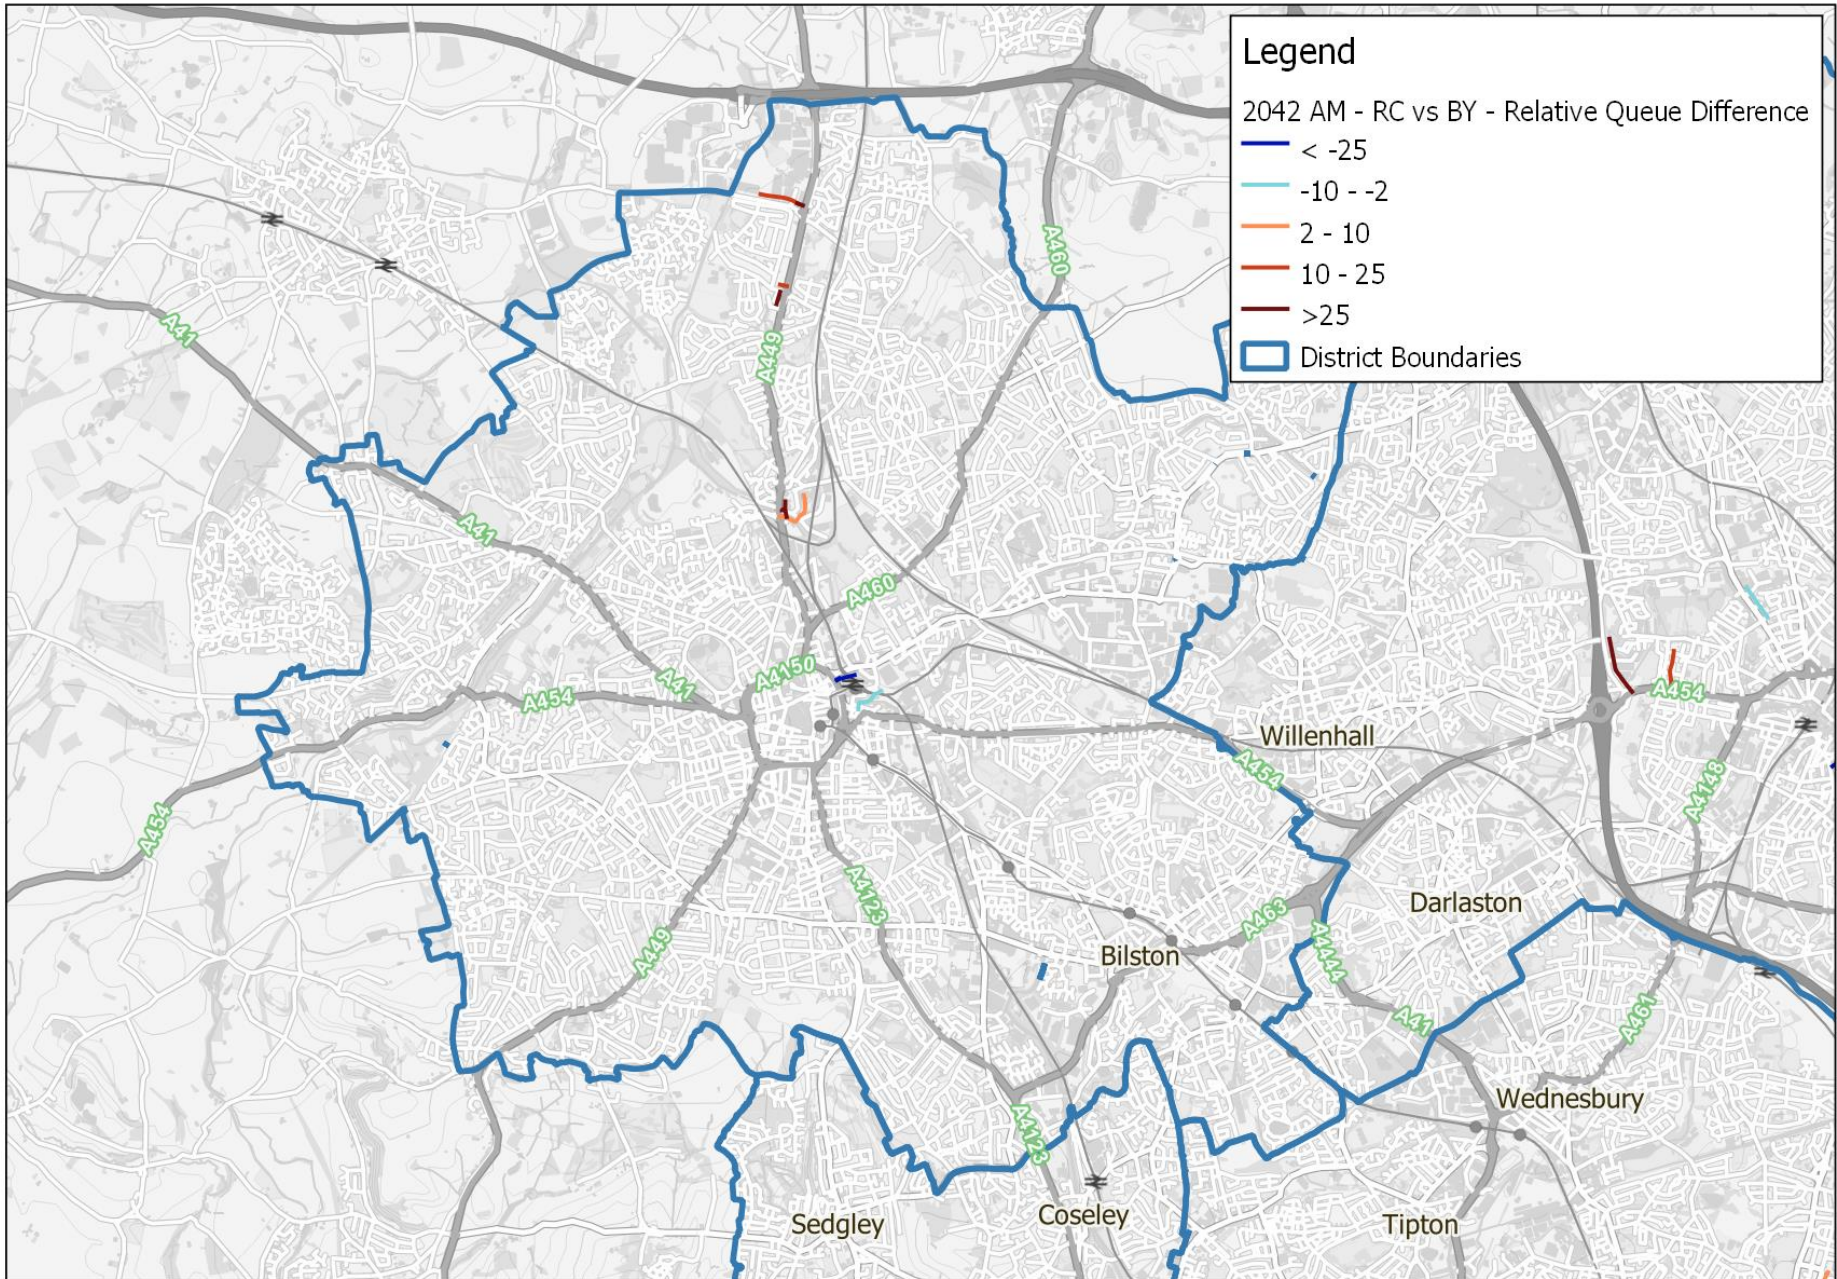 Legend
2042 AM - RC vs BY - Relative Queue Difference
< -25
-10 - -2
2 - 10
10 - 25
>25
District Boundaries
A460
A41
A449
A41
A460
A4150
A41
A454
A454
Willenhall
A454
A4148
A454
A4123
A449
A463
Darlaston
Bilston
A4444
A41
A461
Wednesbury
A4123
Sedgley
Coseley
Tipton